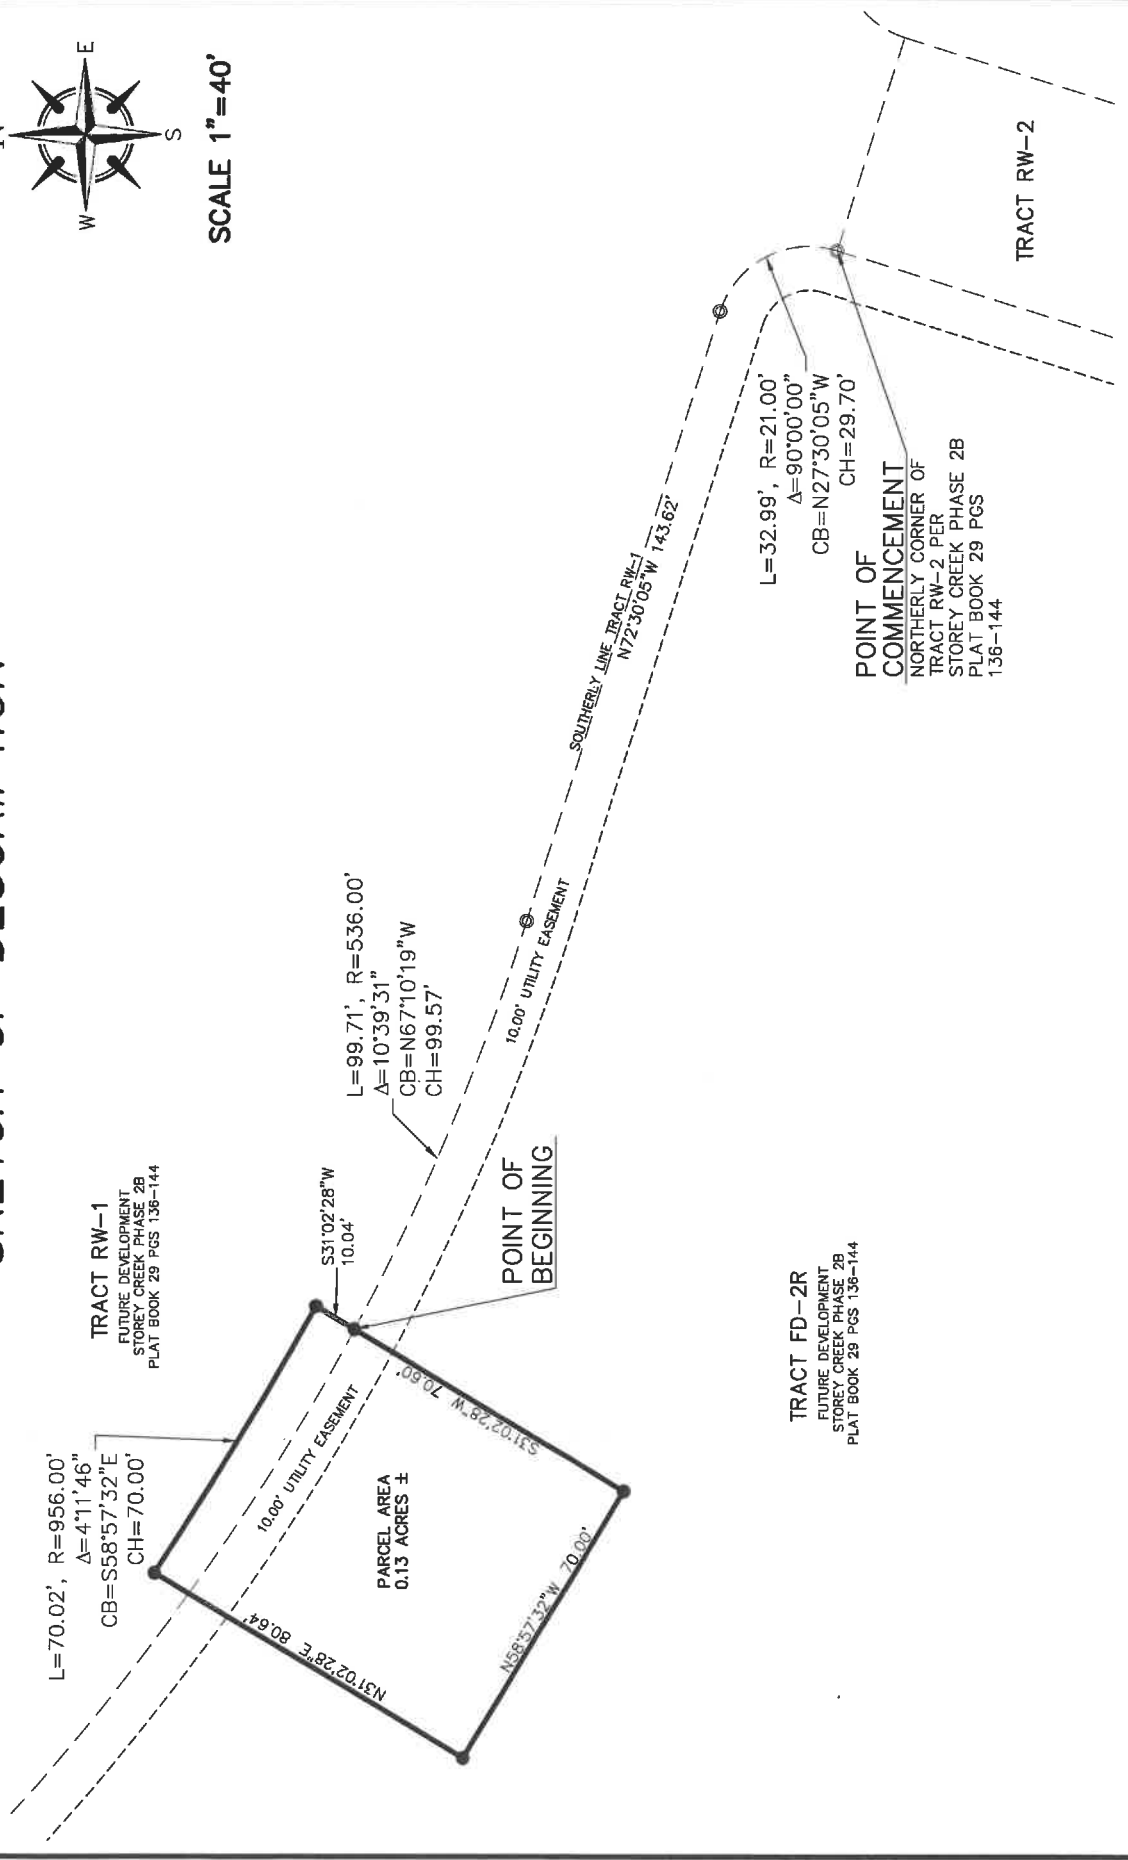 N
E
S
W
SCALE 1"=40'
TRACT RW-1
FUTURE DEVELOPMENT
STOREY CREEK PHASE 2B
PLAT BOOK 29 PGS 136-144
L=70.02', R=956.00'
Δ=4°11'46"
CB=S58°57'32"E
CH=70.00'
S31°02'28"W
10.04'
L=99.71', R=536.00'
Δ=10°39'31"
CB=N67°10'19"W
CH=99.57'
SOUTHERLY LINE TRACT RW-1
N72°30'05"W 143.62'
10.00' UTILITY EASEMENT
10.00' UTILITY EASEMENT
POINT OF
BEGINNING
PARCEL AREA
0.13 ACRES ±
N31°02'28"E 80.64'
S31°02'28"W 70.60'
N58°57'32"W 70.00'
L=32.99', R=21.00'
Δ=90°00'00"
CB=N27°30'05"W
CH=29.70'
POINT OF
COMMENCEMENT
NORTHERLY CORNER OF
TRACT RW-2 PER
STOREY CREEK PHASE 2B
PLAT BOOK 29 PGS
136-144
TRACT RW-2
TRACT FD-2R
FUTURE DEVELOPMENT
STOREY CREEK PHASE 2B
PLAT BOOK 29 PGS 136-144